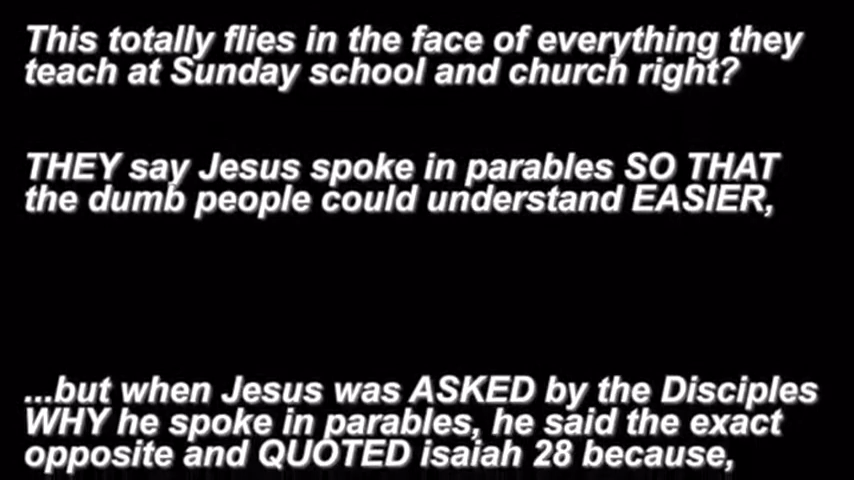 This totally flies in the face of everything they
teach at Sunday school and church right?
THEY say Jesus spoke in parables SO THAT
the dumb people could understand EASIER,
...but when Jesus was ASKED by the Disciples
WHY he spoke in parables, he said the exact
opposite and QUOTED isaiah 28 because,